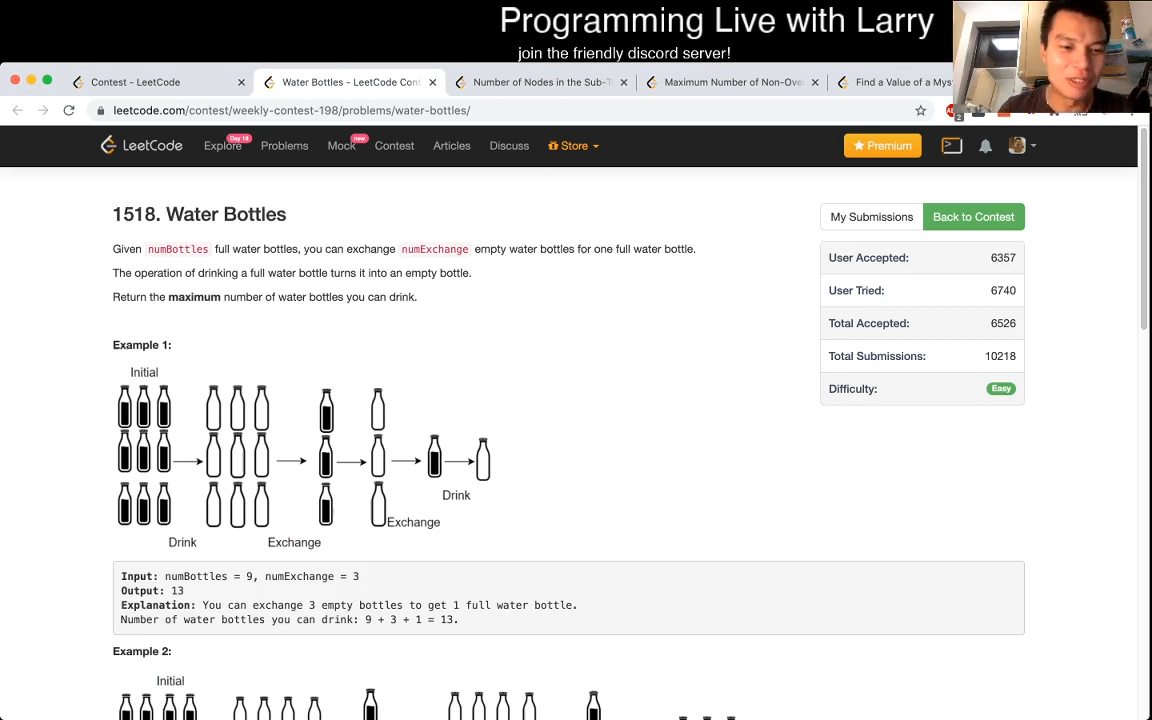 Programming Live with Larry
join the friendly discord server!
Contest - LeetCode
Water Bottles - LeetCode Cont
Number of Nodes in the Sub-T
Maximum Number of Non-Ove
Find a Value of a Mys
leetcode.com/contest/weekly-contest-198/problems/water-bottles/
2
LeetCode
Explore
Day 18
Problems
Mock
new
Contest
Articles
Discuss
Store
Premium
1518. Water Bottles
My Submissions
Back to Contest
Given numBottles full water bottles, you can exchange numExchange empty water bottles for one full water bottle.
The operation of drinking a full water bottle turns it into an empty bottle.
Return the maximum number of water bottles you can drink.
User Accepted: 6357
User Tried: 6740
Total Accepted: 6526
Total Submissions: 10218
Difficulty: Easy
Example 1:
Initial
Drink
Exchange
Exchange
Drink
Input: numBottles = 9, numExchange = 3
Output: 13
Explanation: You can exchange 3 empty bottles to get 1 full water bottle.
Number of water bottles you can drink: 9 + 3 + 1 = 13.
Example 2:
Initial